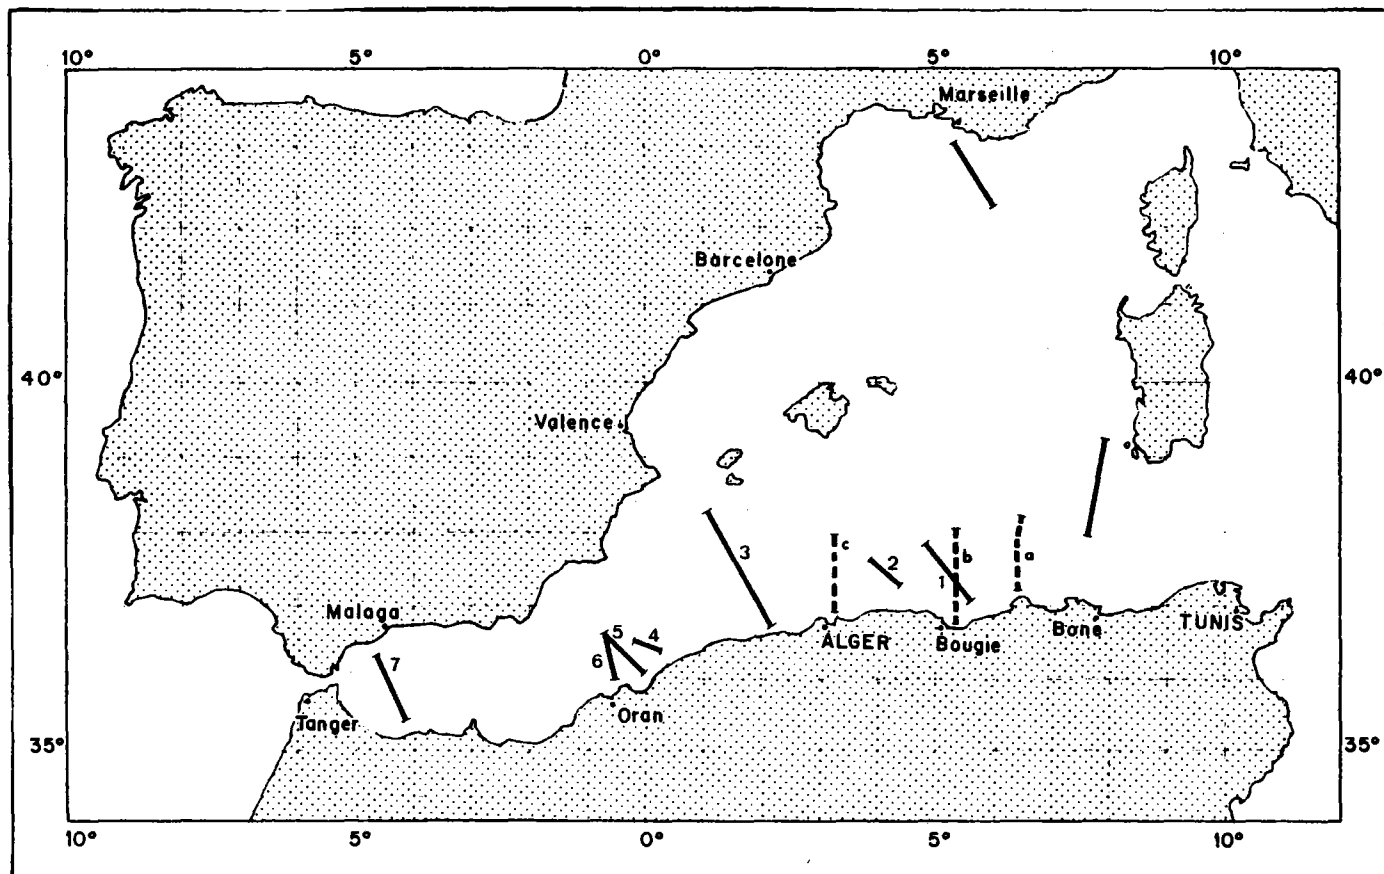 10° 5° 0° 5° 10°
Marseille
Barcelone
40° 40°
Valence
3 c 2 1 b a
Malaga 5 4 ALGER Bougie Bone TUNIS
7 6
Tanger Oran
35° 35°
10° 5° 0° 5° 10°